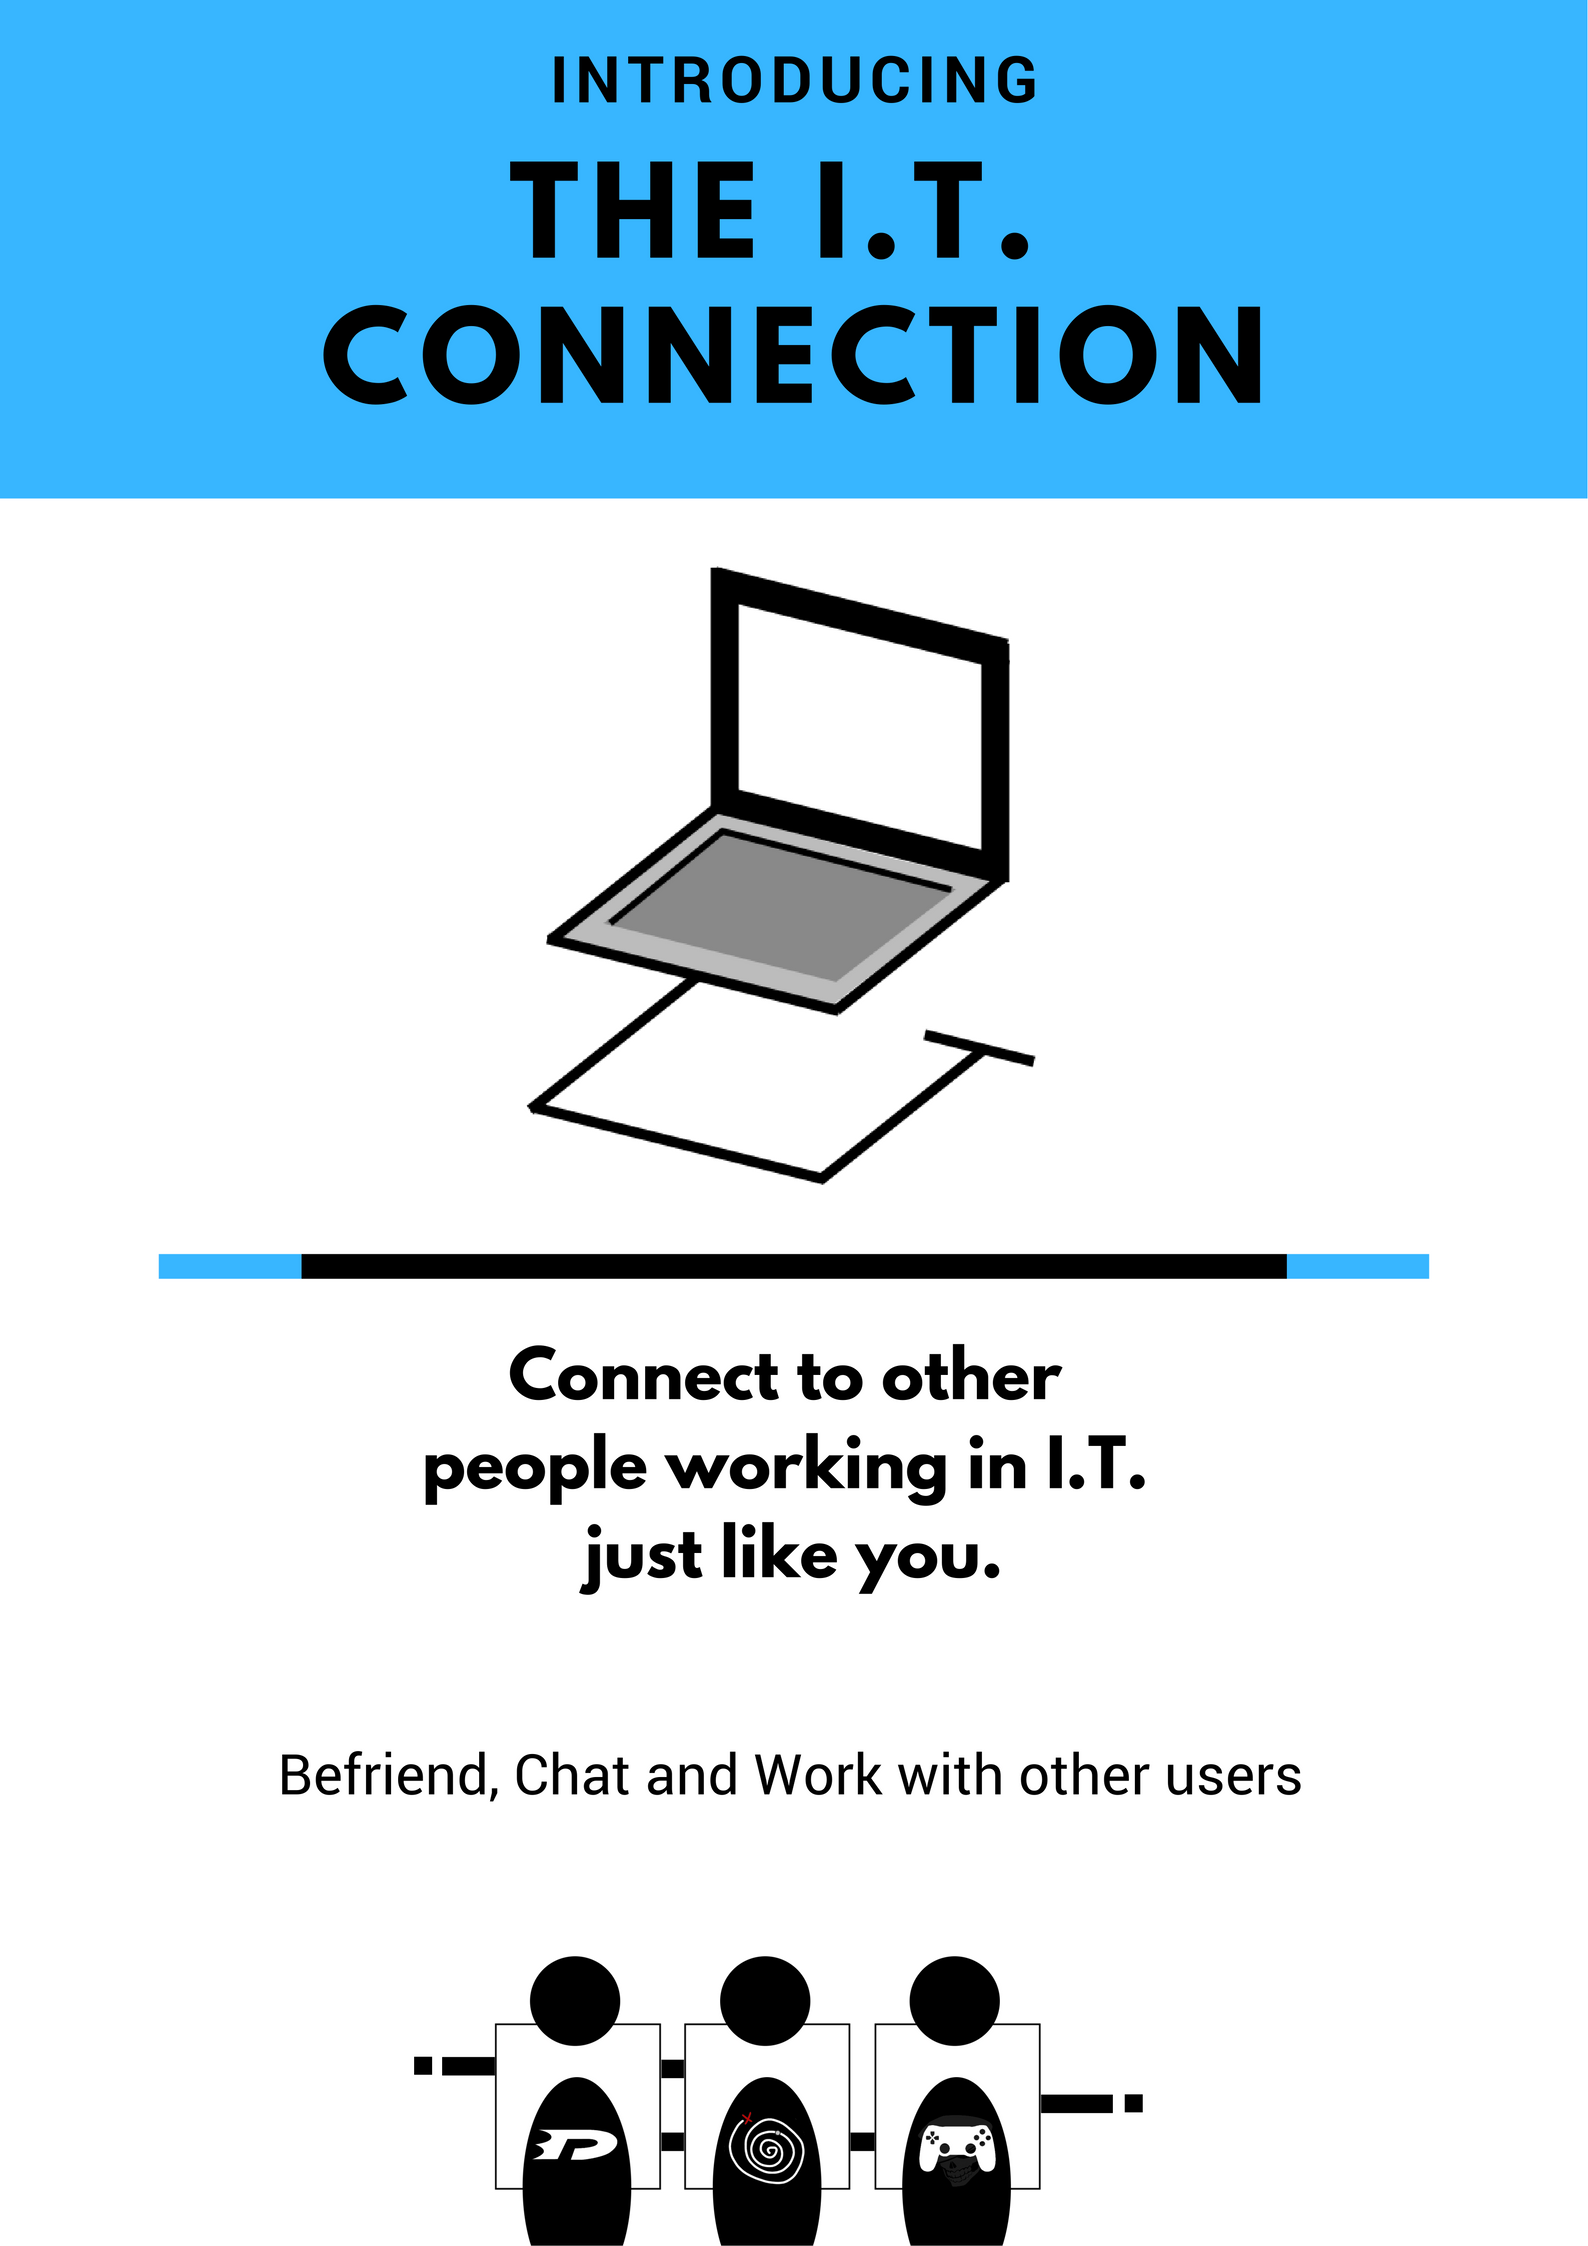 INTRODUCING
THE I.T.
CONNECTION
Connect to other
people working in I.T.
just like you.
Befriend, Chat and Work with other users